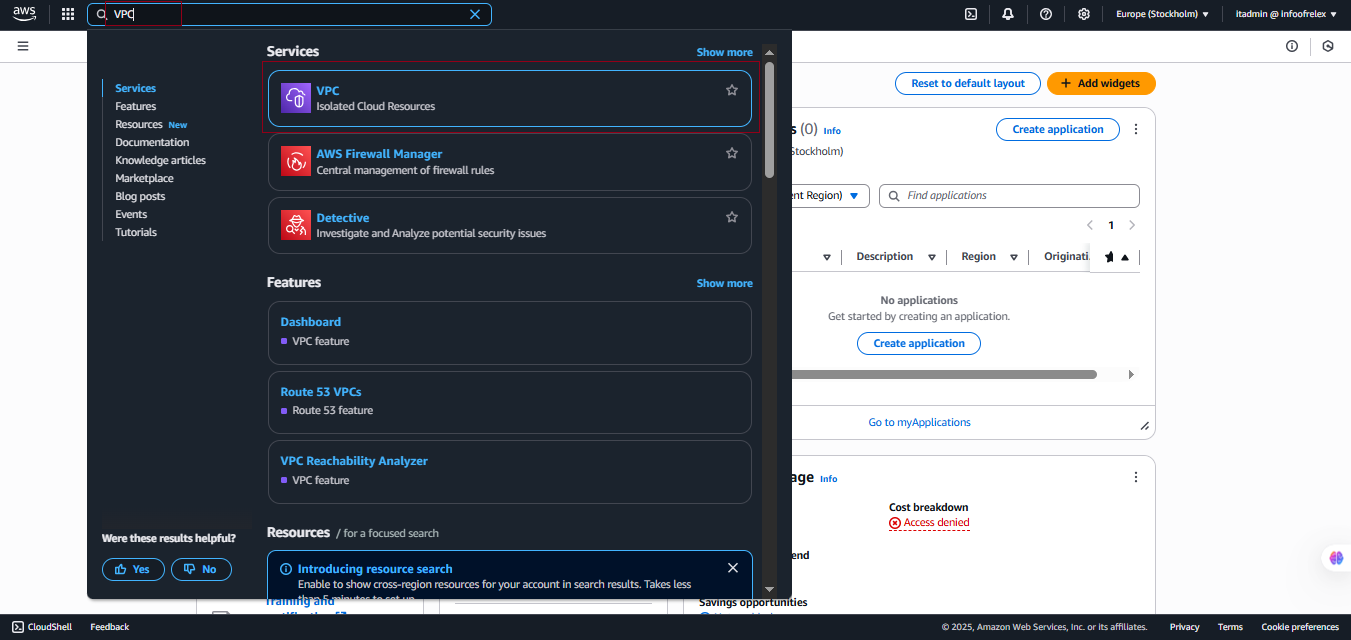 aws
VPC
Europe (Stockholm)
itadmin @ infoofrelex
Services
Features
Resources New
Documentation
Knowledge articles
Marketplace
Blog posts
Events
Tutorials
Were these results helpful?
Yes
No
Services
Show more
VPC
Isolated Cloud Resources
AWS Firewall Manager
Central management of firewall rules
Detective
Investigate and Analyze potential security issues
Features
Show more
Dashboard
VPC feature
Route 53 VPCs
Route 53 feature
VPC Reachability Analyzer
VPC feature
Resources / for a focused search
Introducing resource search
Enable to show cross-region resources for your account in search results. Takes less
than 5 minutes to set up.
Reset to default layout
+ Add widgets
s (0) Info
Stockholm)
Create application
ent Region)
Find applications
1
Description
Region
Originati
No applications
Get started by creating an application.
Create application
Go to myApplications
age Info
Cost breakdown
Access denied
end
Savings opportunities
Training and
CloudShell
Feedback
© 2025, Amazon Web Services, Inc. or its affiliates.
Privacy
Terms
Cookie preferences